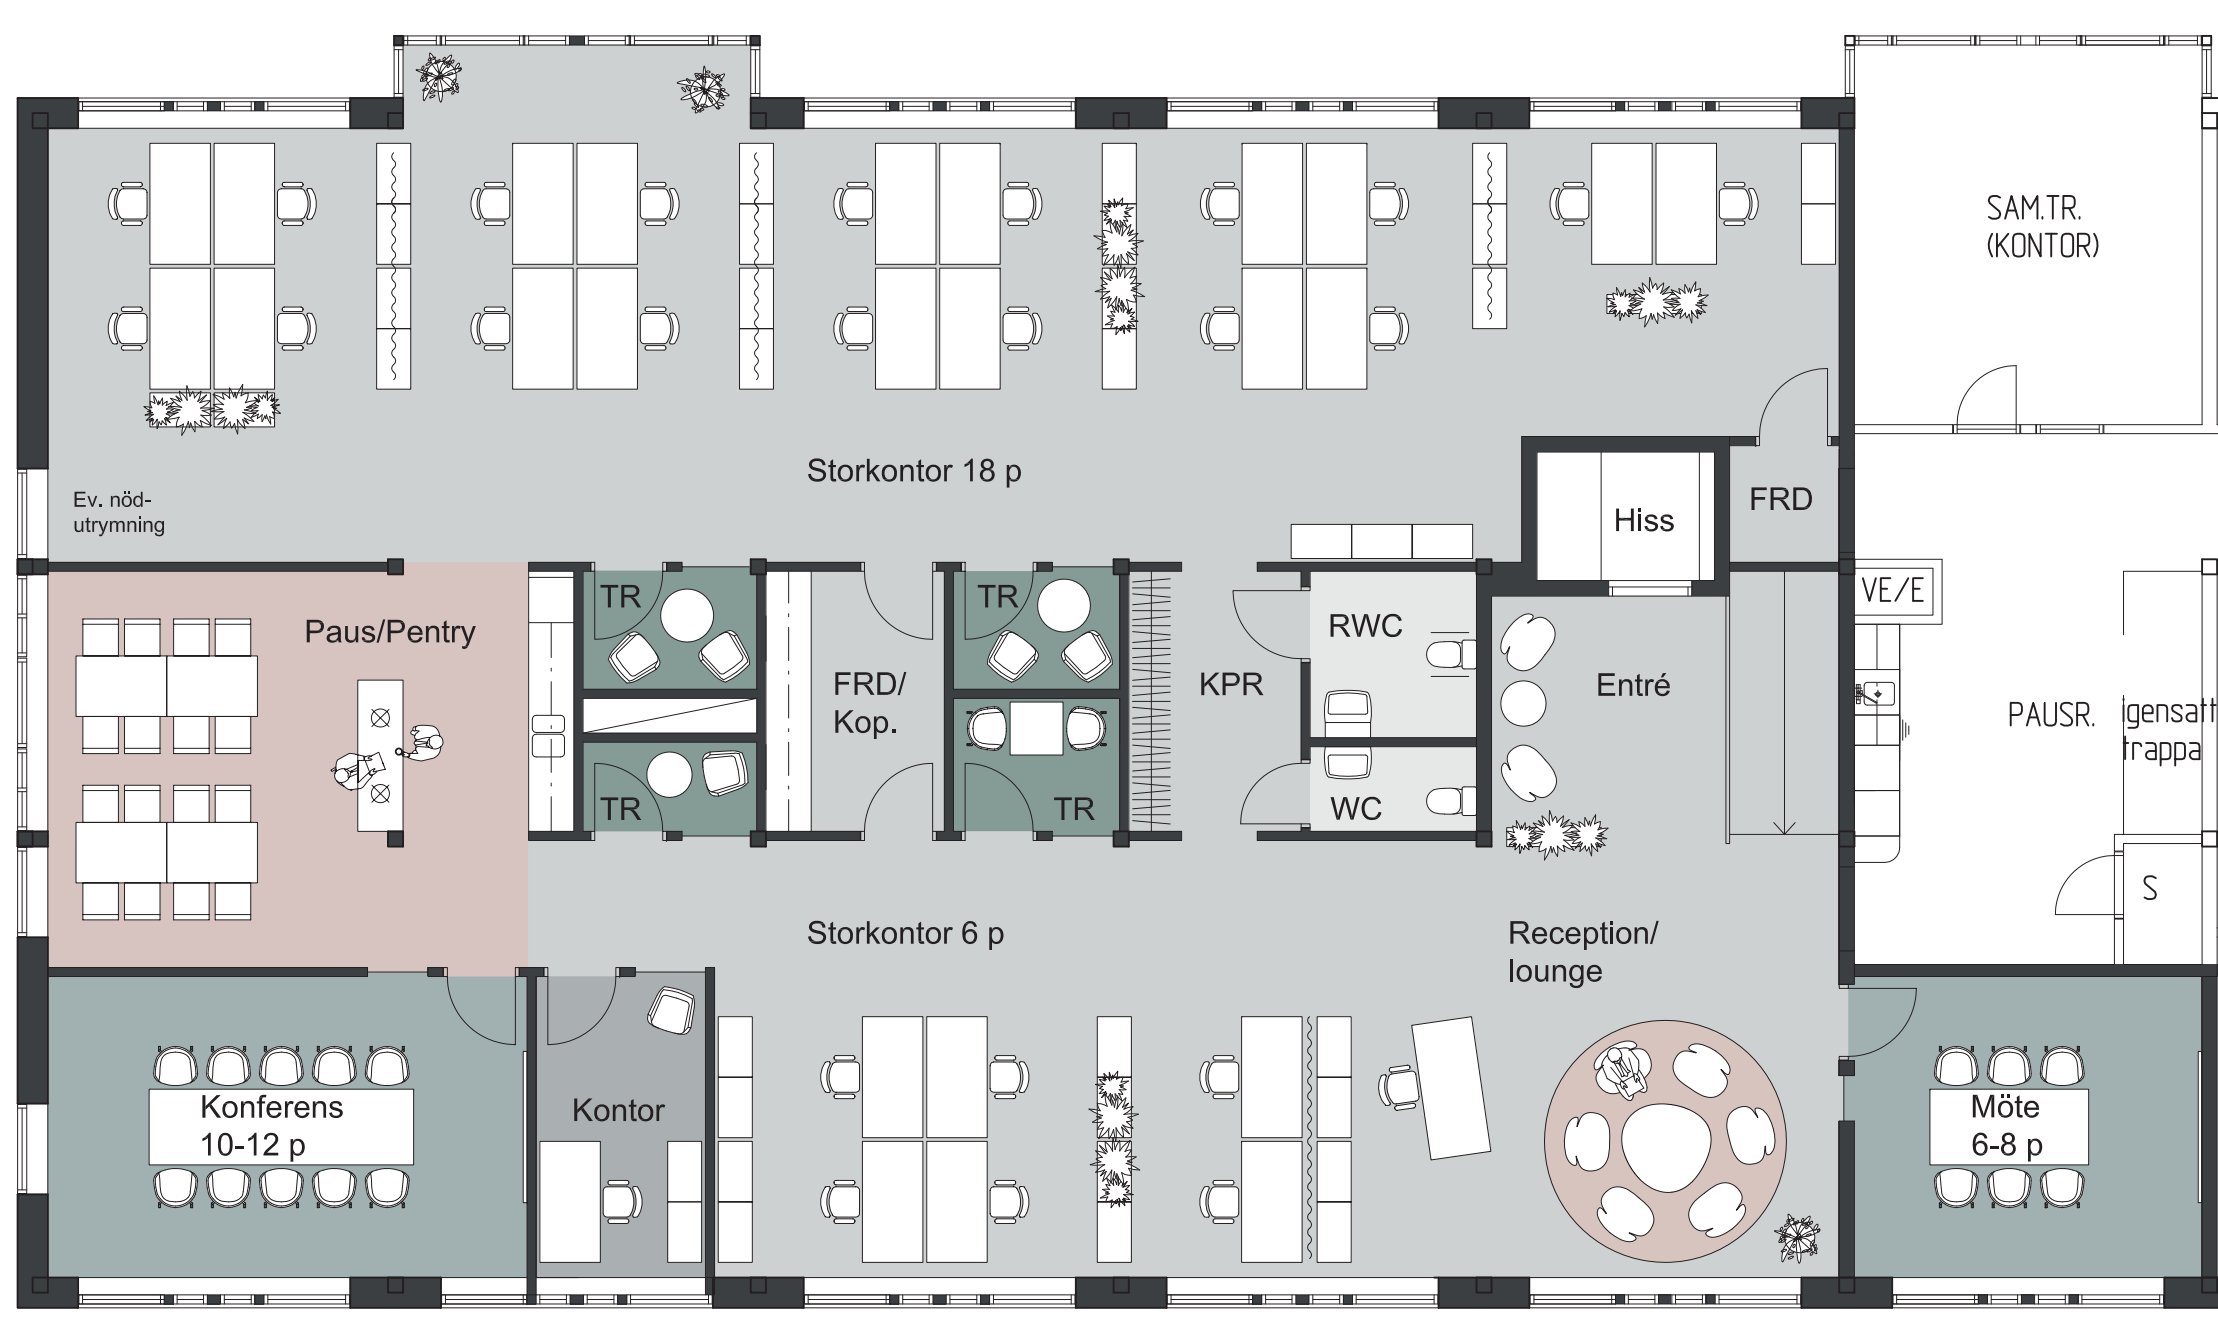 SAM.TR.
(KONTOR)
Storkontor 18 p
Ev. nöd-
utrymning
Hiss
FRD
TR
TR
VE/E
Paus/Pentry
RWC
FRD/
Kop.
KPR
Entré
PAUSR.
igensatt
trappa
TR
TR
WC
S
Storkontor 6 p
Reception/
lounge
Konferens
10-12 p
Kontor
Möte
6-8 p